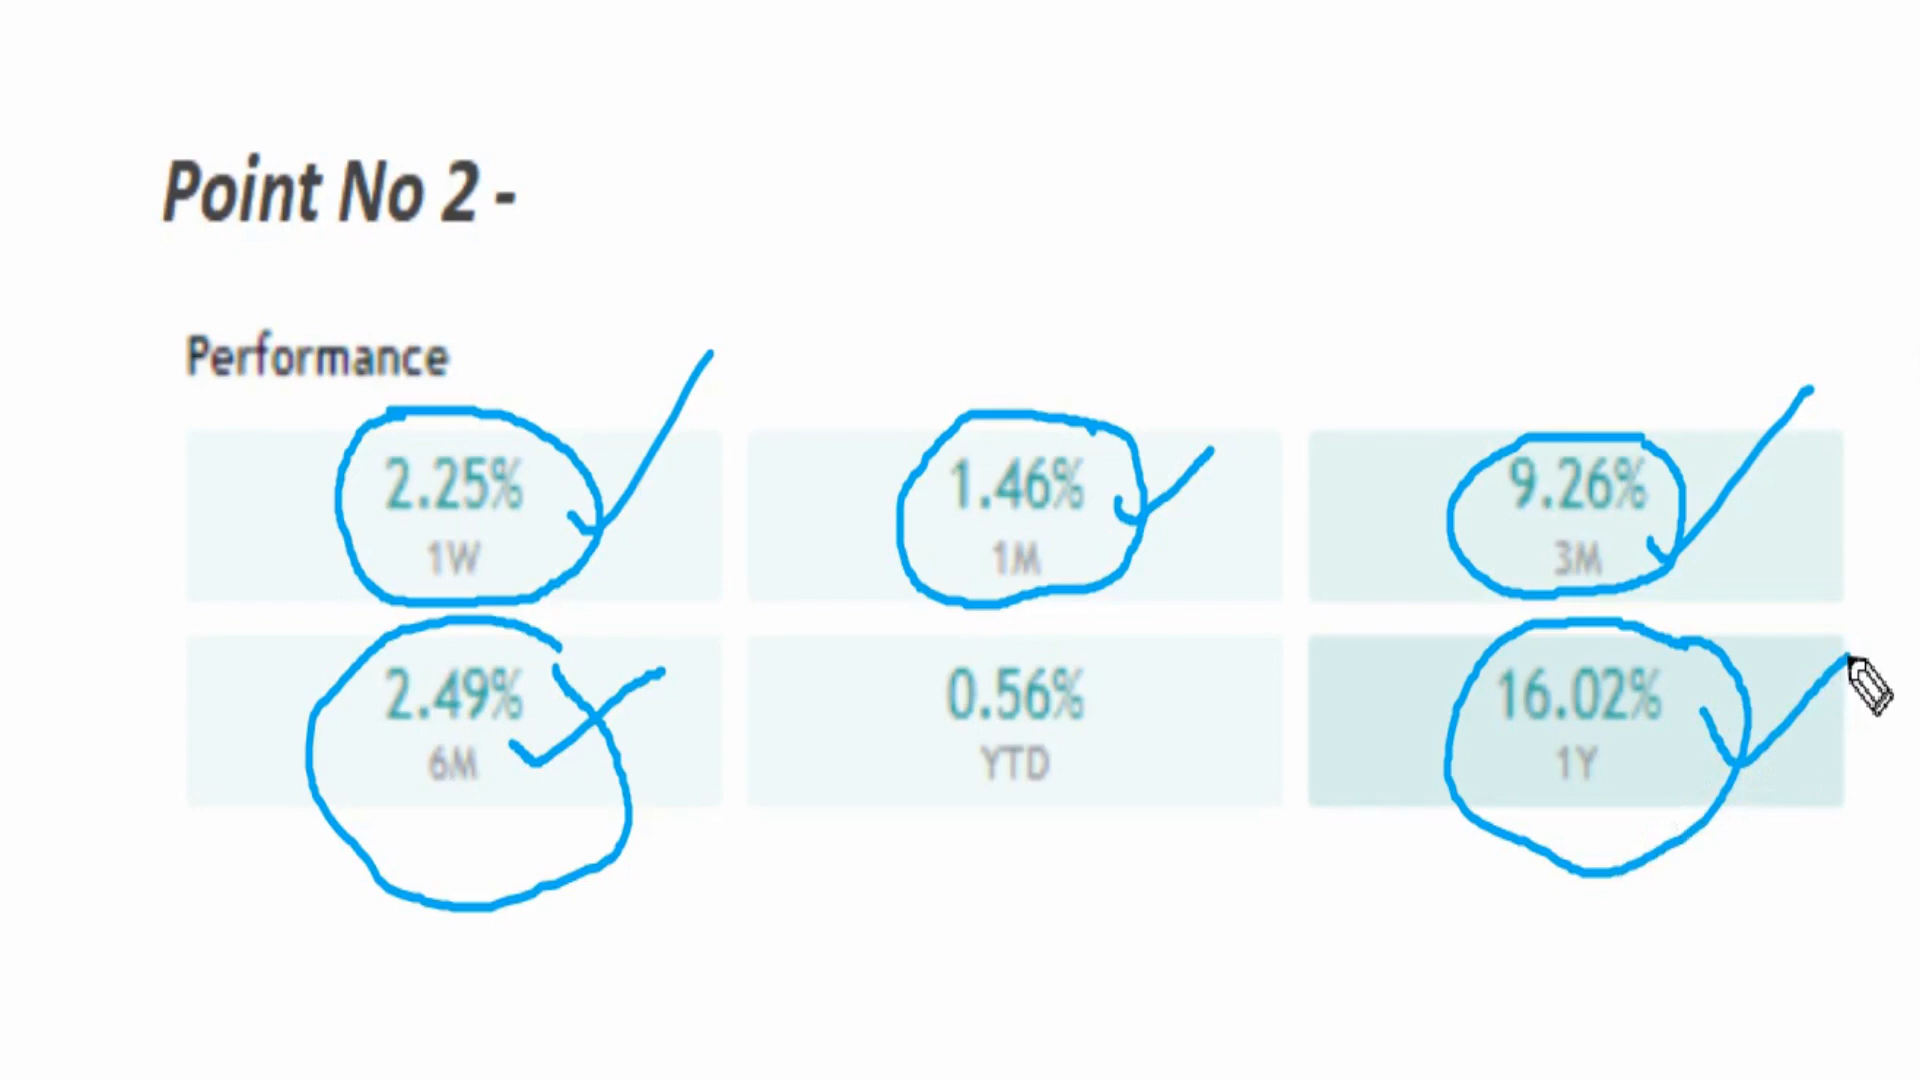 Point No 2 -
Performance
2.25% 1.46% 9.26%
1W 1M 3M
2.49% 0.56% 16.02%
6M YTD 1Y